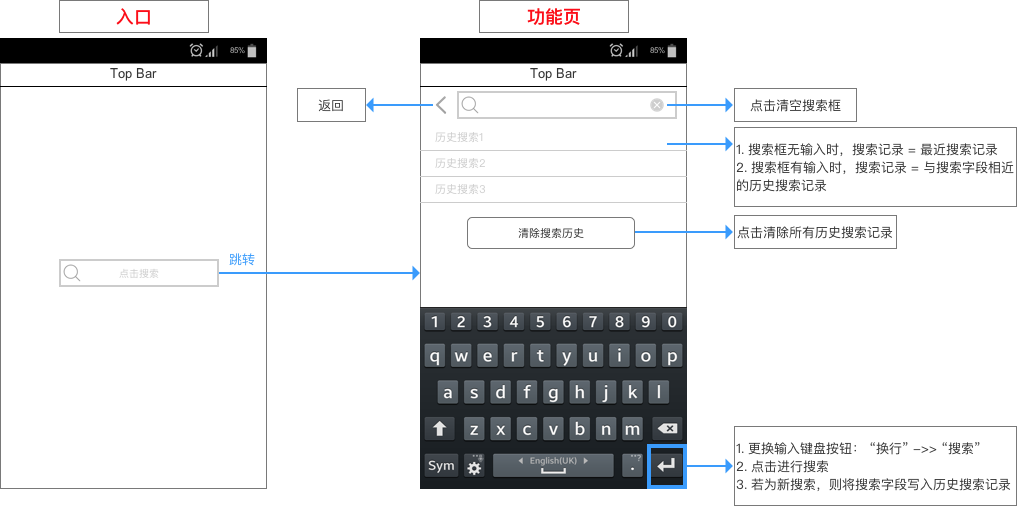 入口
功能页
85%
Top Bar
点击搜索
跳转
85%
Top Bar
返回
历史搜索1
历史搜索2
历史搜索3
清除搜索历史
点击清空搜索框
1. 搜索框无输入时，搜索记录 = 最近搜索记录
2. 搜索框有输入时，搜索记录 = 与搜索字段相近
的历史搜索记录
点击清除所有历史搜索记录
1 2 3 4 5 6 7 8 9 0
q w e r t y u i o p
a s d f g h j k l
z x c v b n m
Sym English(UK) . ...?
1. 更换输入键盘按钮：“换行” –>> “搜索”
2. 点击进行搜索
3. 若为新搜索，则将搜索字段写入历史搜索记录